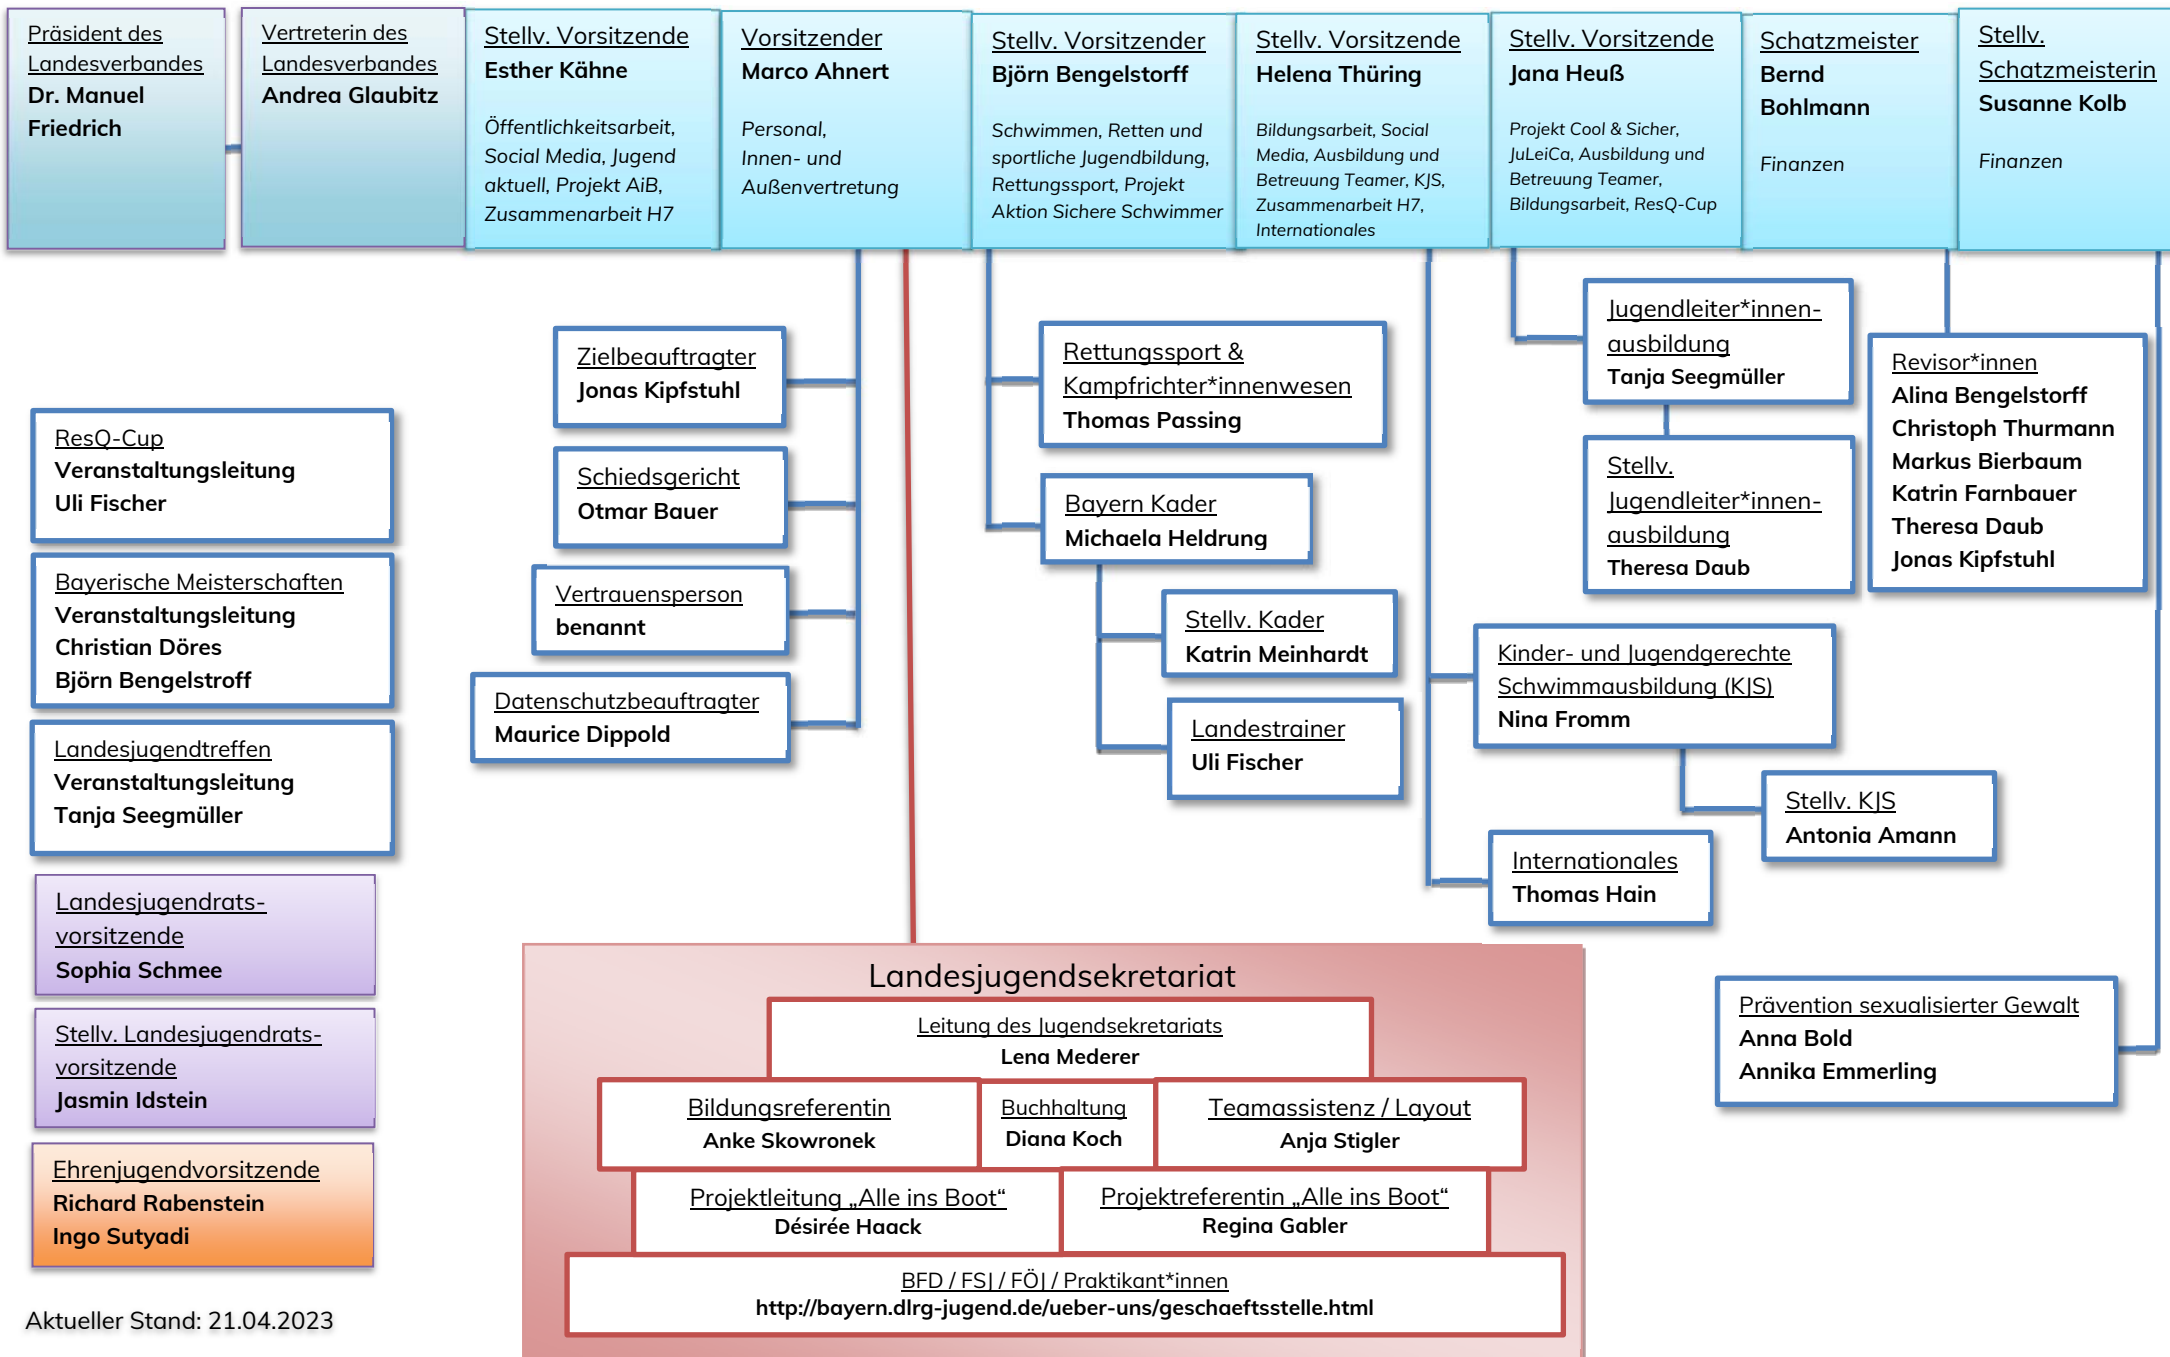 Präsident des
Landesverbandes
Dr. Manuel
Friedrich
Vertreterin des
Landesverbandes
Andrea Glaubitz
Stellv. Vorsitzende
Esther Kähne
Öffentlichkeitsarbeit,
Social Media, Jugend
aktuell, Projekt AiB,
Zusammenarbeit H7
Vorsitzender
Marco Ahnert
Personal,
Innen- und
Außenvertretung
Stellv. Vorsitzender
Björn Bengelstorff
Schwimmen, Retten und
sportliche Jugendbildung,
Rettungssport, Projekt
Aktion Sichere Schwimmer
Stellv. Vorsitzende
Helena Thüring
Bildungsarbeit, Social
Media, Ausbildung und
Betreuung Teamer, KJS,
Zusammenarbeit H7,
Internationales
Stellv. Vorsitzende
Jana Heuß
Projekt Cool & Sicher,
JuLeiCa, Ausbildung und
Betreuung Teamer,
Bildungsarbeit, ResQ-Cup
Schatzmeister
Bernd
Bohlmann
Finanzen
Stellv.
Schatzmeisterin
Susanne Kolb
Finanzen
Zielbeauftragter
Jonas Kipfstuhl
Schiedsgericht
Otmar Bauer
Vertrauensperson
benannt
Datenschutzbeauftragter
Maurice Dippold
Rettungssport &
Kampfrichter*innenwesen
Thomas Passing
Bayern Kader
Michaela Heldrung
Stellv. Kader
Katrin Meinhardt
Landestrainer
Uli Fischer
Jugendleiter*innen-
ausbildung
Tanja Seegmüller
Stellv.
Jugendleiter*innen-
ausbildung
Theresa Daub
Revisor*innen
Alina Bengelstorff
Christoph Thurmann
Markus Bierbaum
Katrin Farnbauer
Theresa Daub
Jonas Kipfstuhl
Kinder- und Jugendgerechte
Schwimmausbildung (KJS)
Nina Fromm
Stellv. KJS
Antonia Amann
Internationales
Thomas Hain
Prävention sexualisierter Gewalt
Anna Bold
Annika Emmerling
ResQ-Cup
Veranstaltungsleitung
Uli Fischer
Bayerische Meisterschaften
Veranstaltungsleitung
Christian Döres
Björn Bengelstroff
Landesjugendtreffen
Veranstaltungsleitung
Tanja Seegmüller
Landesjugendrats-
vorsitzende
Sophia Schmee
Stellv. Landesjugendrats-
vorsitzende
Jasmin Idstein
Ehrenjugendvorsitzende
Richard Rabenstein
Ingo Sutyadi
Landesjugendsekretariat
Leitung des Jugendsekretariats
Lena Mederer
Bildungsreferentin
Anke Skowronek
Buchhaltung
Diana Koch
Teamassistenz / Layout
Anja Stigler
Projektleitung „Alle ins Boot“
Désirée Haack
Projektreferentin „Alle ins Boot“
Regina Gabler
BFD / FSJ / FÖJ / Praktikant*innen
http://bayern.dlrg-jugend.de/ueber-uns/geschaeftsstelle.html
Aktueller Stand: 21.04.2023